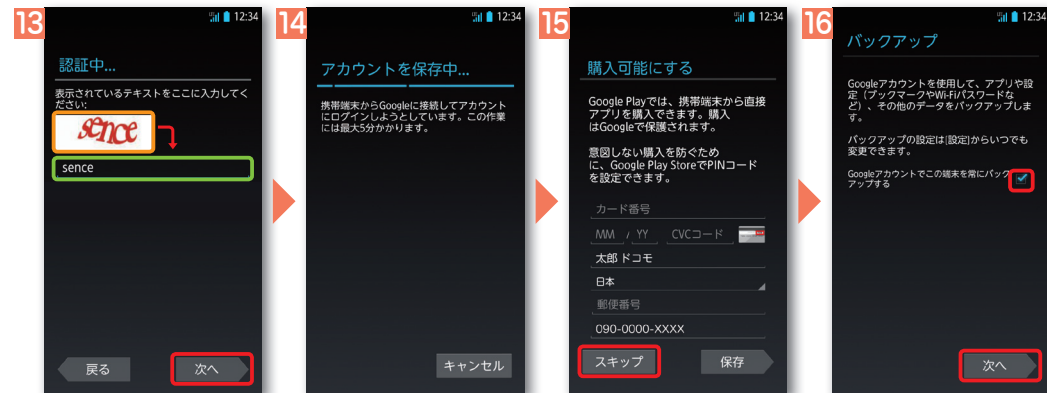 13
12:34
認証中...
表示されているテキストをここに入力してく
ださい:
sence
sence
戻る
次へ
14
12:34
アカウントを保存中...
携帯端末からGoogleに接続してアカウント
にログインしようとしています。この作業
には最大5分かかります。
キャンセル
15
12:34
購入可能にする
Google Playでは、携帯端末から直接
アプリを購入できます。購入
はGoogleで保護されます。
意図しない購入を防ぐため
に、Google Play StoreでPINコード
を設定できます。
カード番号
MM / YY CVCコード
太郎 ドコモ
日本
郵便番号
090-0000-XXXX
スキップ
保存
16
12:34
バックアップ
Googleアカウントを使用して、アプリや設
定（ブックマークやWi-Fiパスワードな
ど）、その他のデータをバックアップしま
す。
バックアップの設定は[設定]からいつでも
変更できます。
Googleアカウントでこの端末を常にバック
アップする
次へ